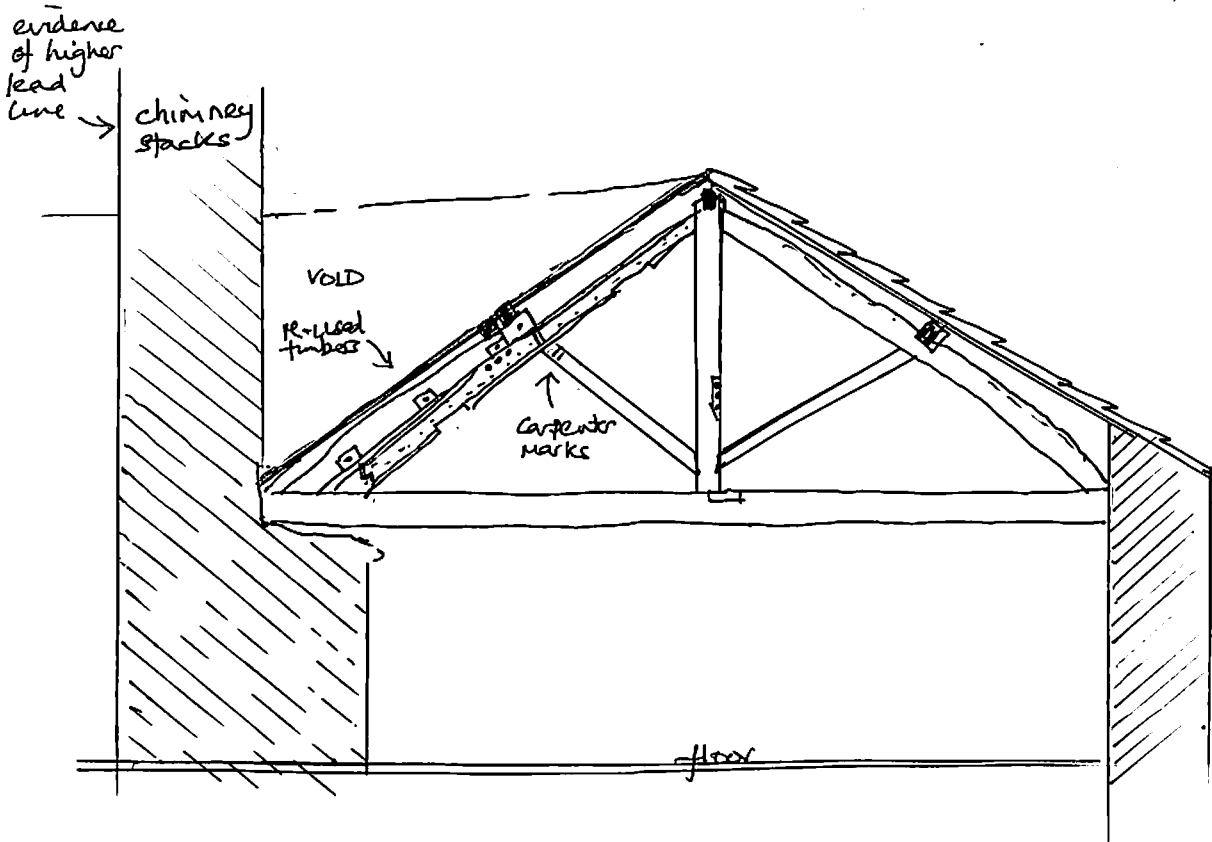 evidence
of higher
lead
line
chimney
stacks
VOID
re-used
timbers
Carpenter
Marks
floor